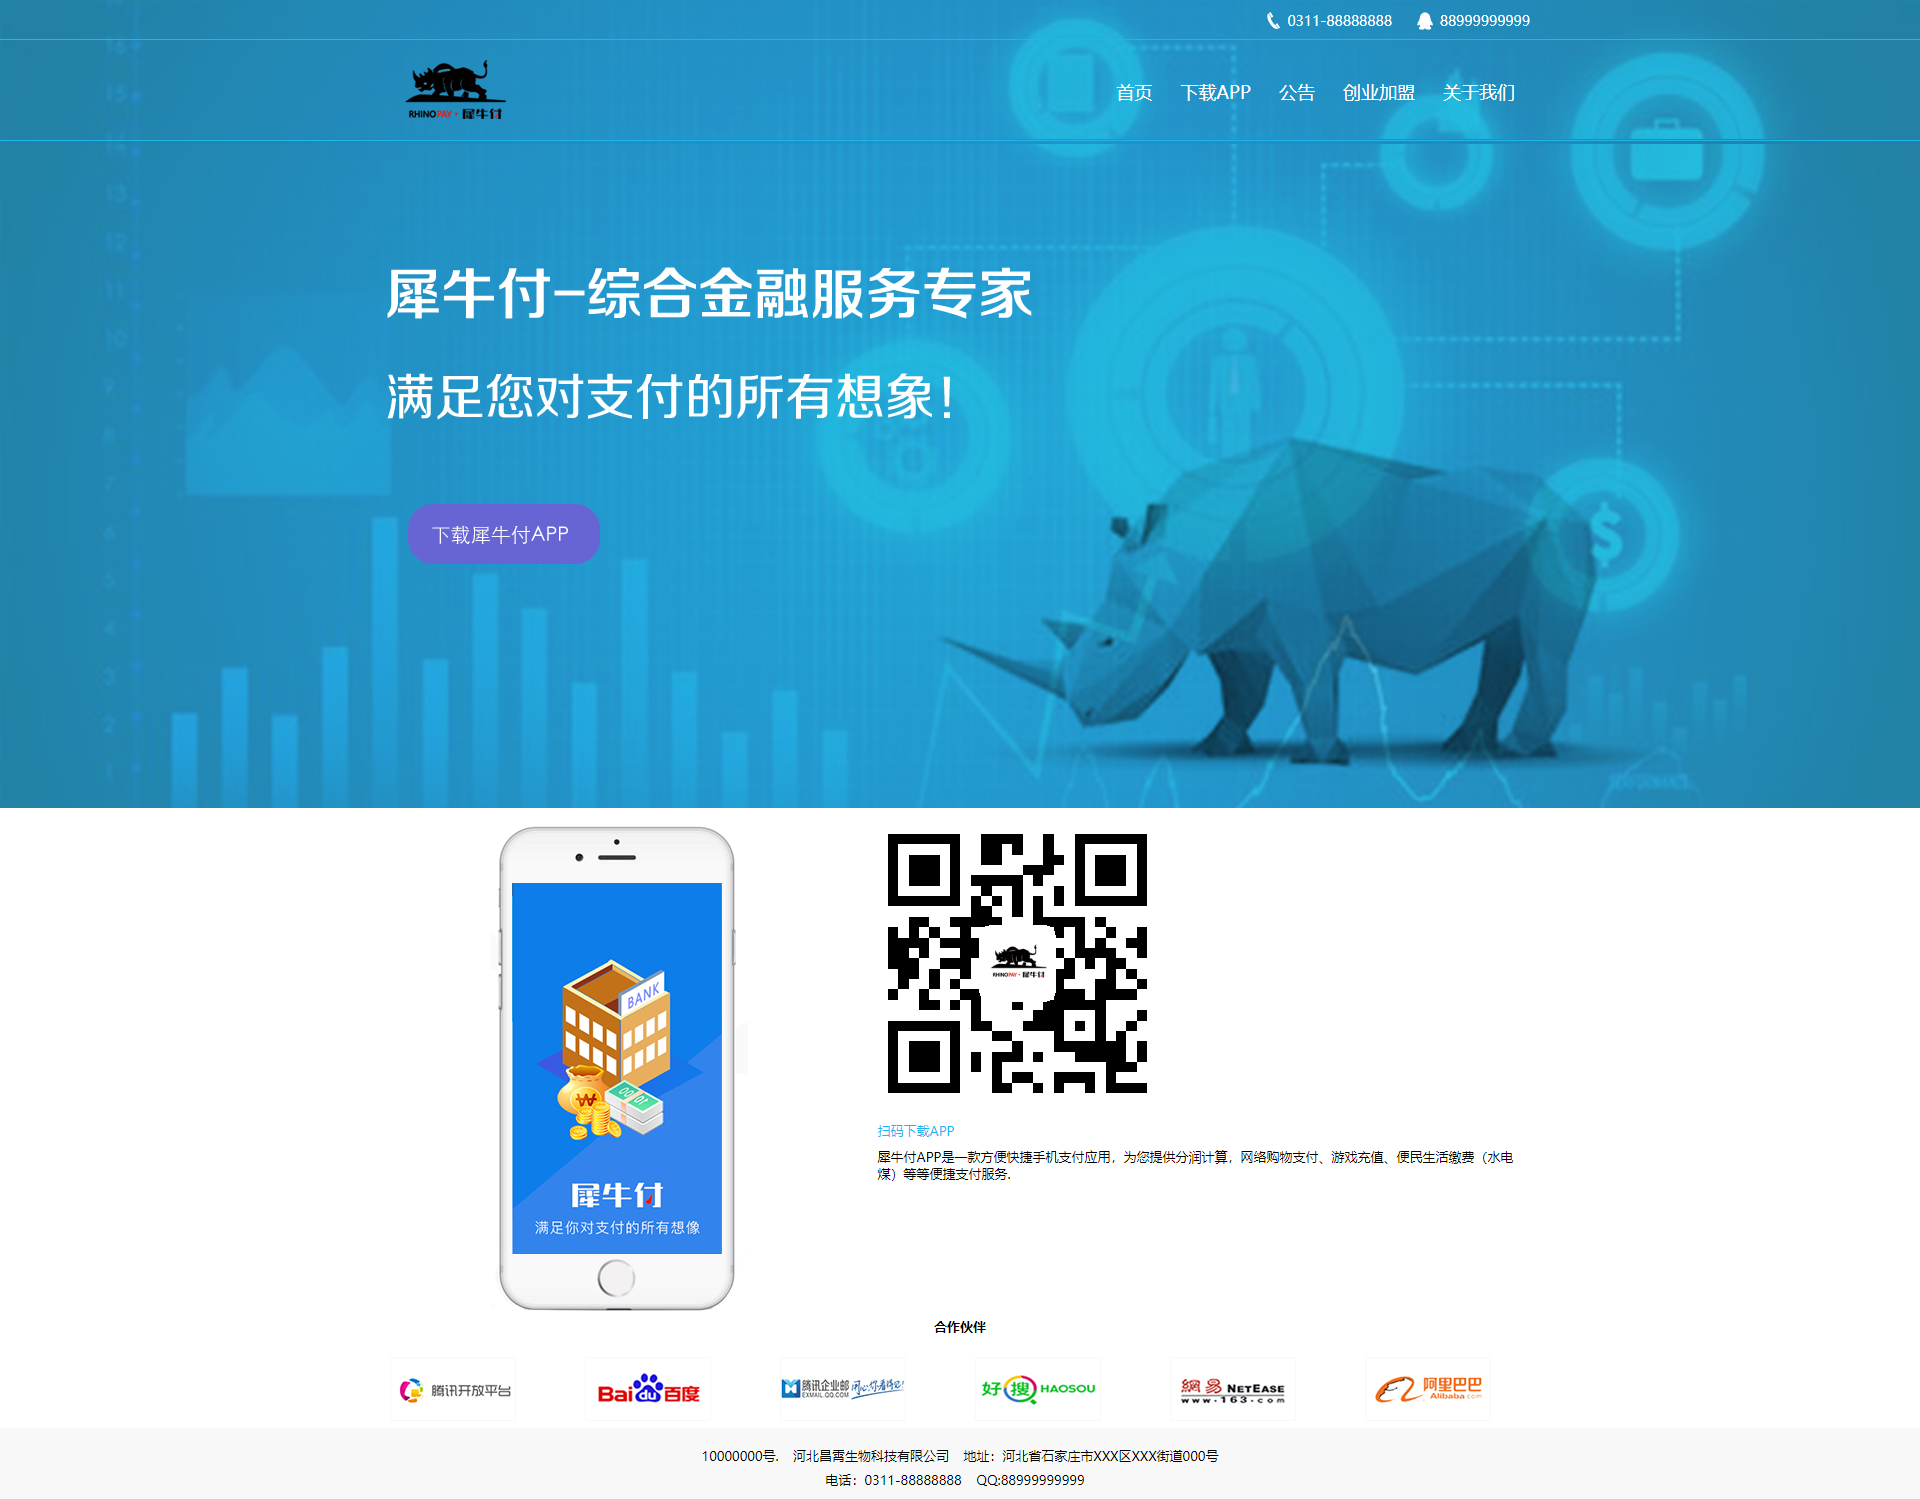 0311-88888888 88999999999
RHINOPAY·犀牛付
首页 下载APP 公告 创业加盟 关于我们
犀牛付-综合金融服务专家
满足您对支付的所有想象!
下载犀牛付APP
BANK
犀牛付
满足你对支付的所有想像
RHINOPAY·犀牛付
扫码下载APP
犀牛付APP是一款方便快捷手机支付应用，为您提供分润计算，网络购物支付、游戏充值、便民生活缴费（水电
煤）等等便捷支付服务.
合作伙伴
腾讯开放平台
Baidu百度
腾讯企业邮 同心你看得见!
EXMAIL.QQ.COM
好搜 HAOSOU
網易 NETEASE
www.163.com
阿里巴巴
Alibaba.com
10000000号. 河北昌霄生物科技有限公司 地址：河北省石家庄市XXX区XXX街道000号
电话：0311-88888888 QQ:88999999999